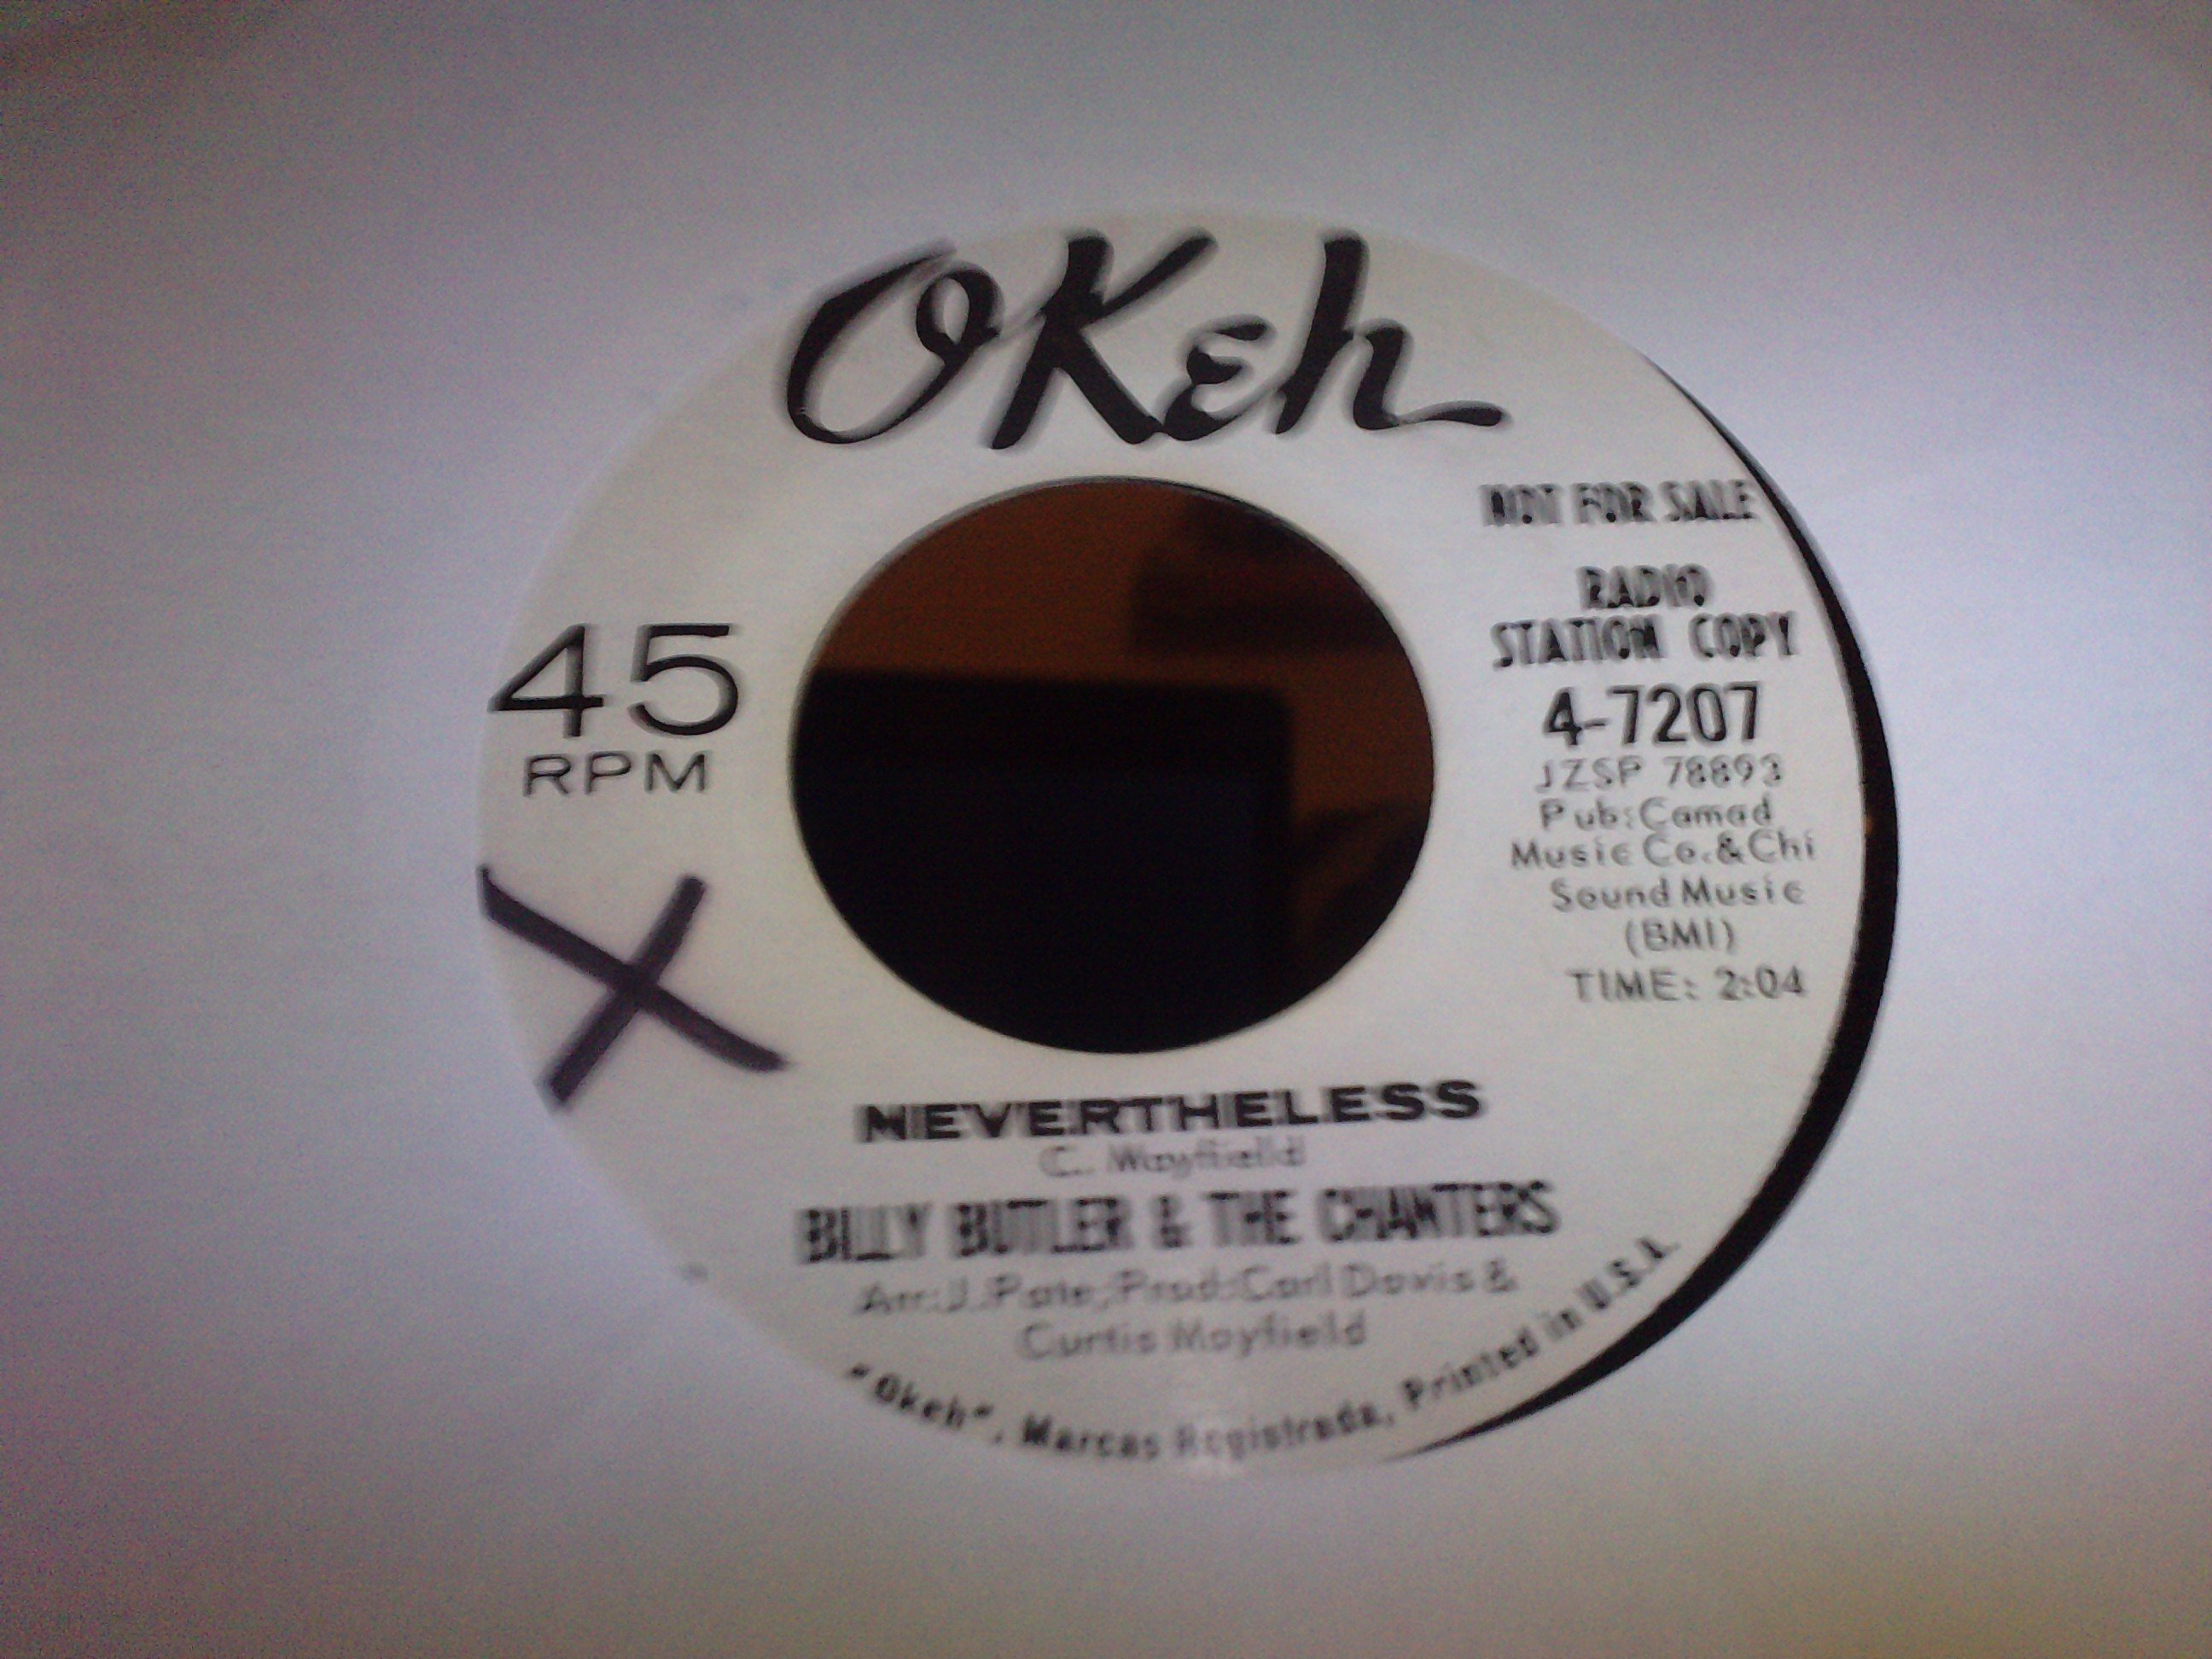 OKeh
NOT FOR SALE
RADIO
STATION COPY
45
RPM
4-7207
JZSP 78893
Pub: Camad
Music Co. & Chi
Sound Music
(BMI)
TIME: 2:04
X
NEVERTHELESS
C. Mayfield
BILLY BUTLER & THE CHANTERS
Arr: J. Pate; Prod: Carl Davis &
Curtis Mayfield
"Okeh", Marcas Registrada, Printed in U.S.A.